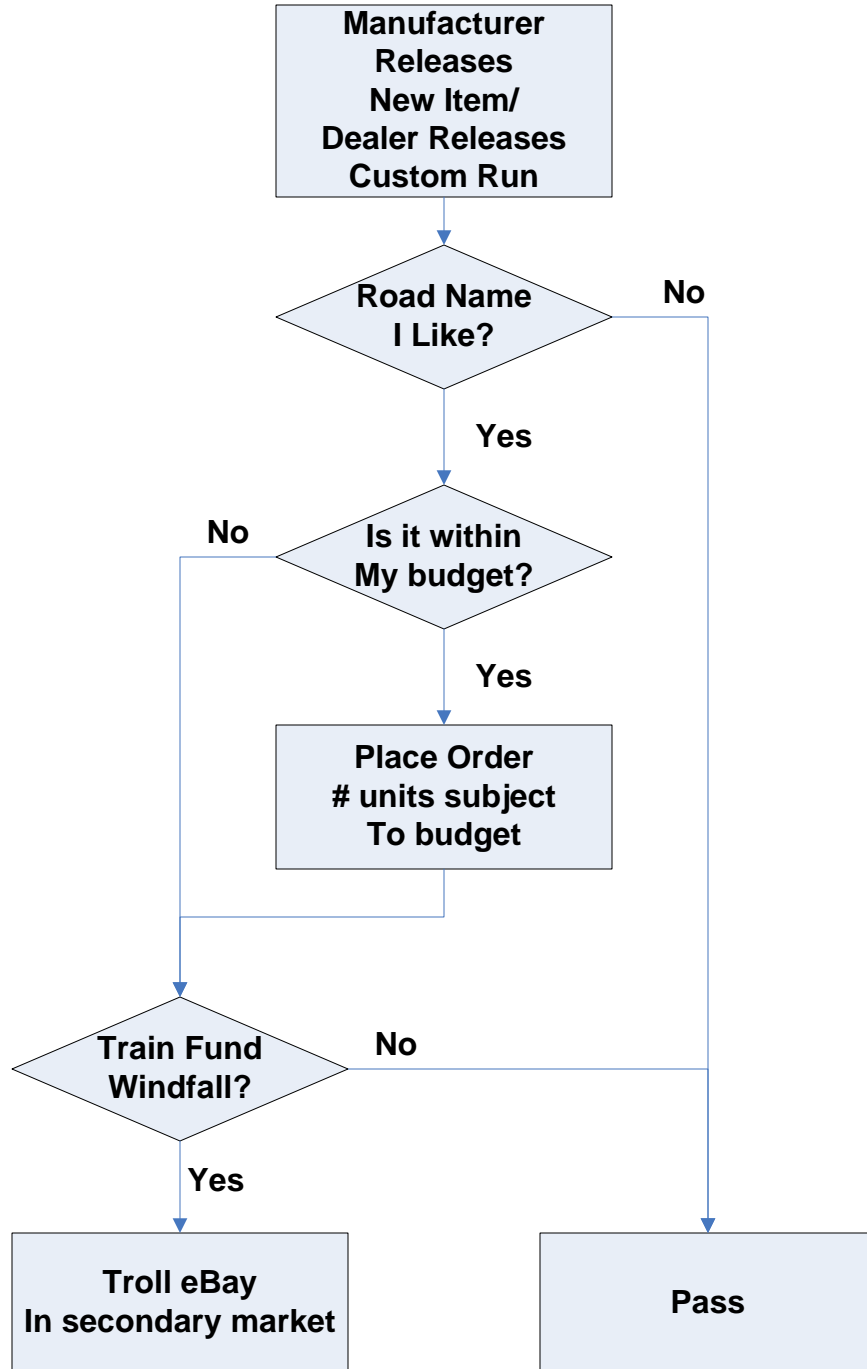 Manufacturer
Releases
New Item/
Dealer Releases
Custom Run
Road Name
I Like?
No
Yes
No
Is it within
My budget?
Yes
Place Order
# units subject
To budget
Train Fund
Windfall?
No
Yes
Troll eBay
In secondary market
Pass